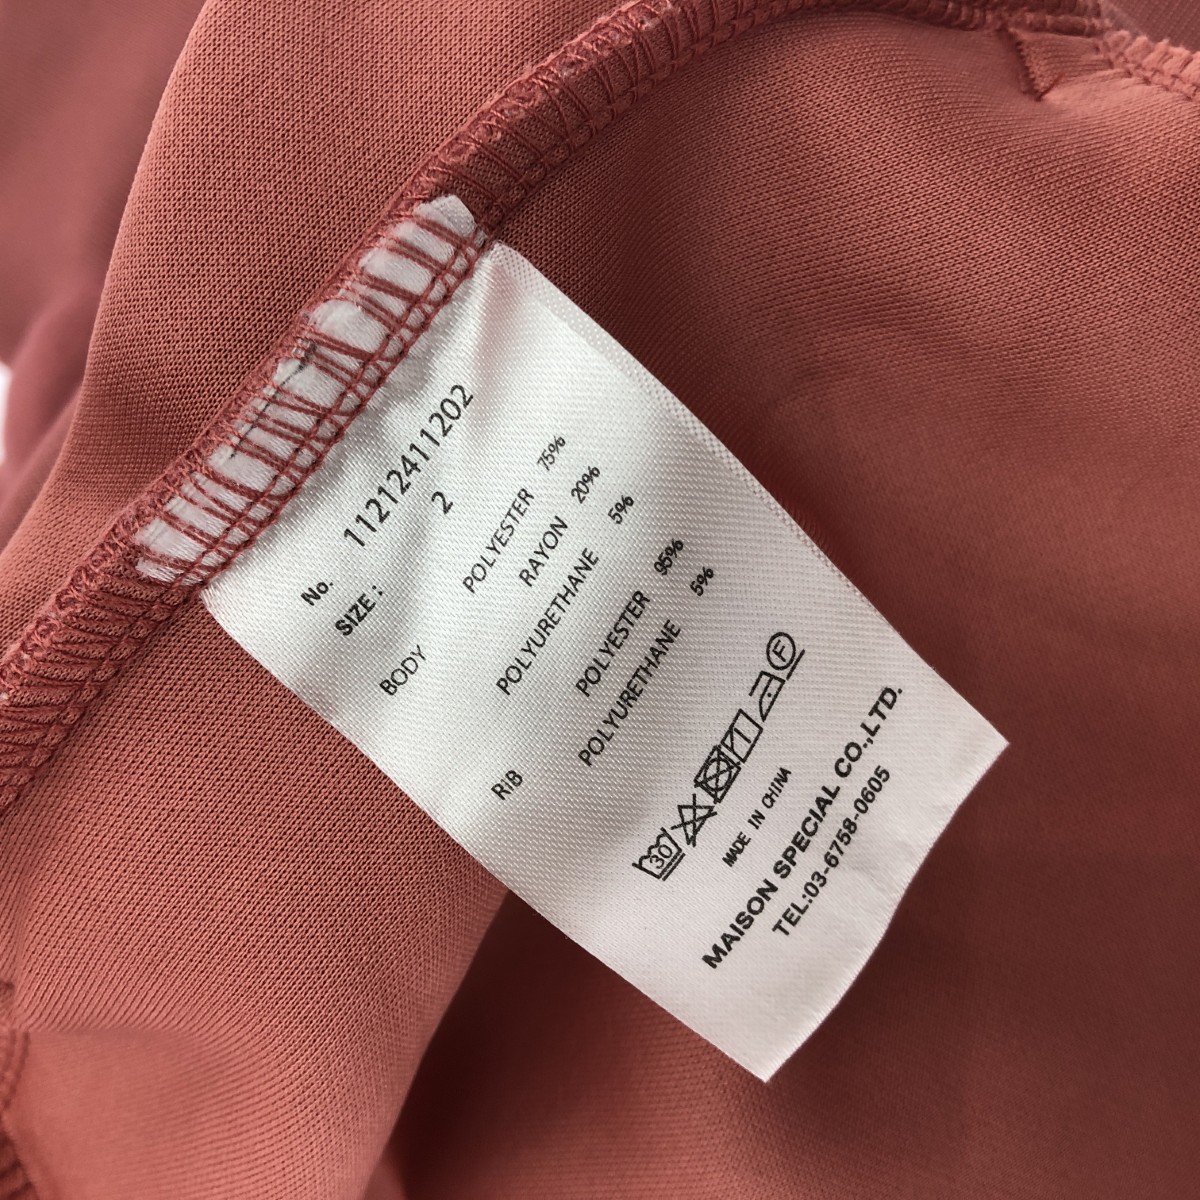 No. 11212411202
SIZE: 2
BODY POLYESTER 75%
RAYON 20%
POLYURETHANE 5%
RIB POLYESTER 95%
POLYURETHANE 5%
30 F
MADE IN CHINA
MAISON SPECIAL CO.,LTD.
TEL:03-6758-0605